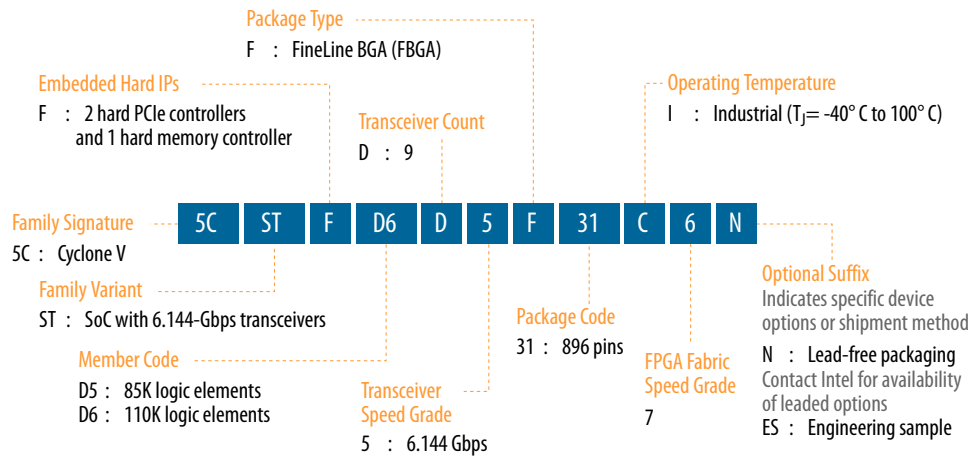 Package Type
F : FineLine BGA (FBGA)
Embedded Hard IPs
F : 2 hard PCIe controllers
and 1 hard memory controller
Transceiver Count
D : 9
Operating Temperature
I : Industrial (TJ= -40° C to 100° C)
5C ST F D6 D 5 F 31 C 6 N
Family Signature
5C : Cyclone V
Family Variant
ST : SoC with 6.144-Gbps transceivers
Member Code
D5 : 85K logic elements
D6 : 110K logic elements
Transceiver
Speed Grade
5 : 6.144 Gbps
Package Code
31 : 896 pins
FPGA Fabric
Speed Grade
7
Optional Suffix
Indicates specific device
options or shipment method
N : Lead-free packaging
Contact Intel for availability
of leaded options
ES : Engineering sample